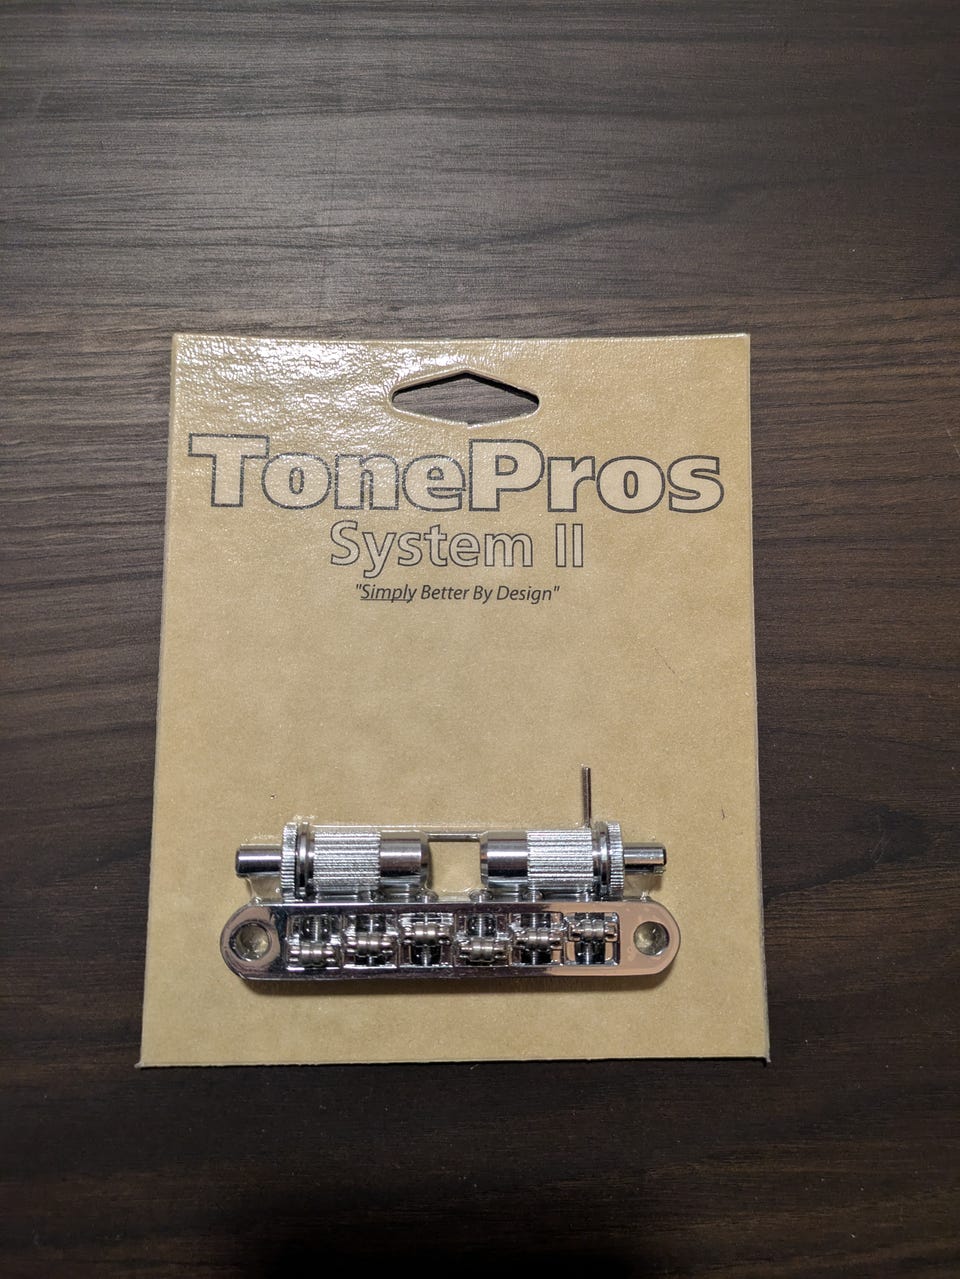 TonePros
System II
"Simply Better By Design"